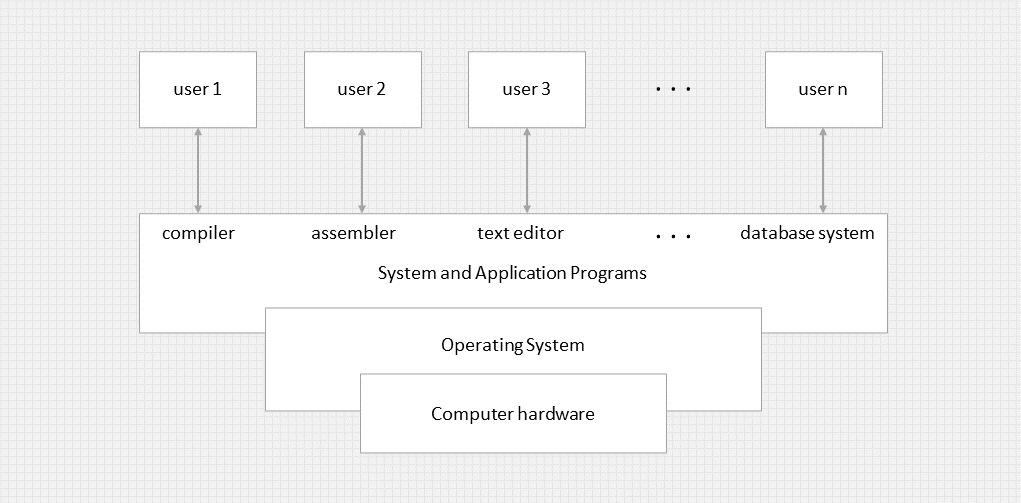 user 1 user 2 user 3 . . . user n
compiler assembler text editor . . . database system
System and Application Programs
Operating System
Computer hardware